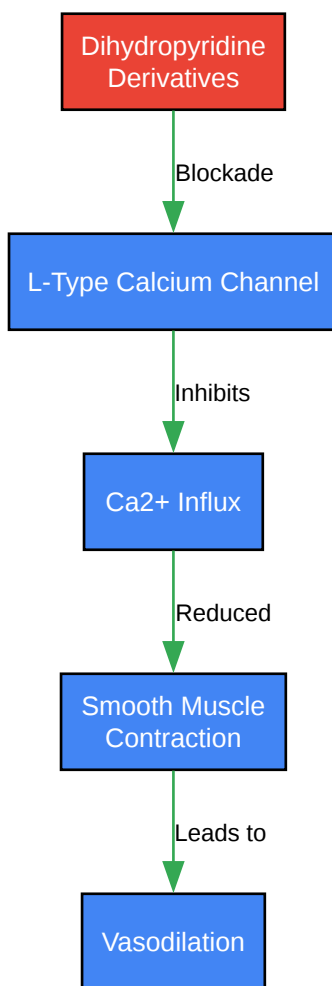 Dihydropyridine
Derivatives
Blockade
L-Type Calcium Channel
Inhibits
Ca2+ Influx
Reduced
Smooth Muscle
Contraction
Leads to
Vasodilation